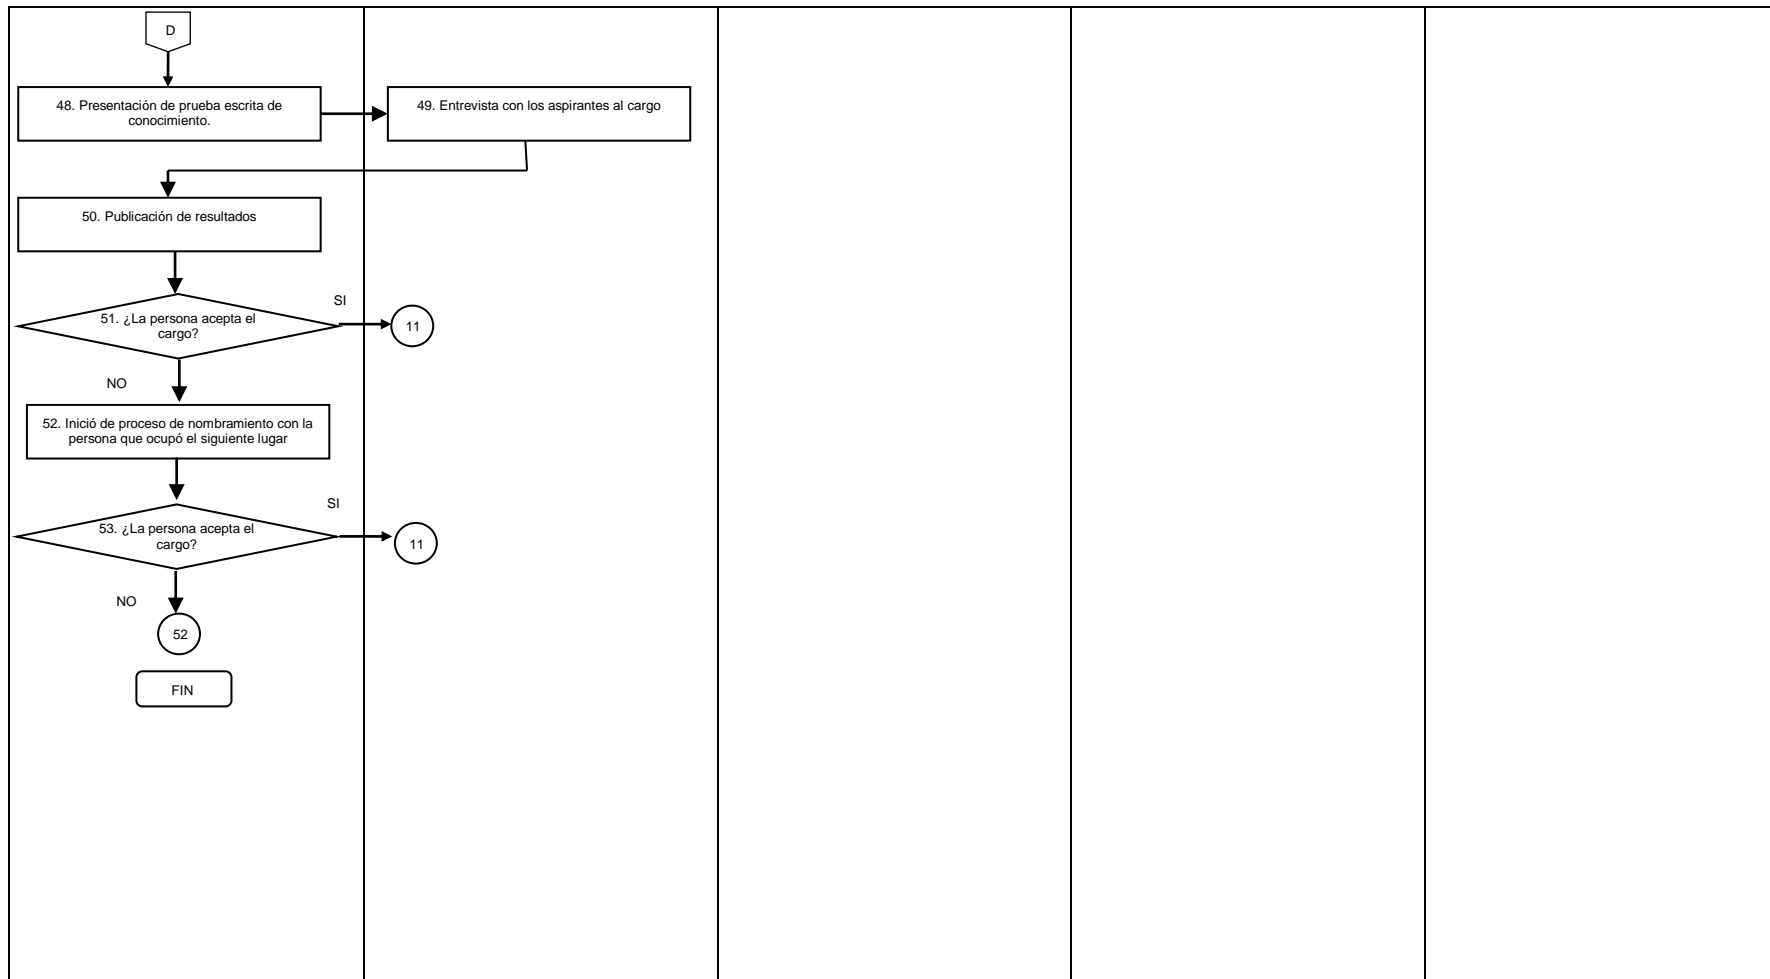 D
48. Presentación de prueba escrita de
conocimiento.
49. Entrevista con los aspirantes al cargo
50. Publicación de resultados
SI
51. ¿La persona acepta el
cargo?
11
NO
52. Inició de proceso de nombramiento con la
persona que ocupó el siguiente lugar
SI
53. ¿La persona acepta el
cargo?
11
NO
52
FIN